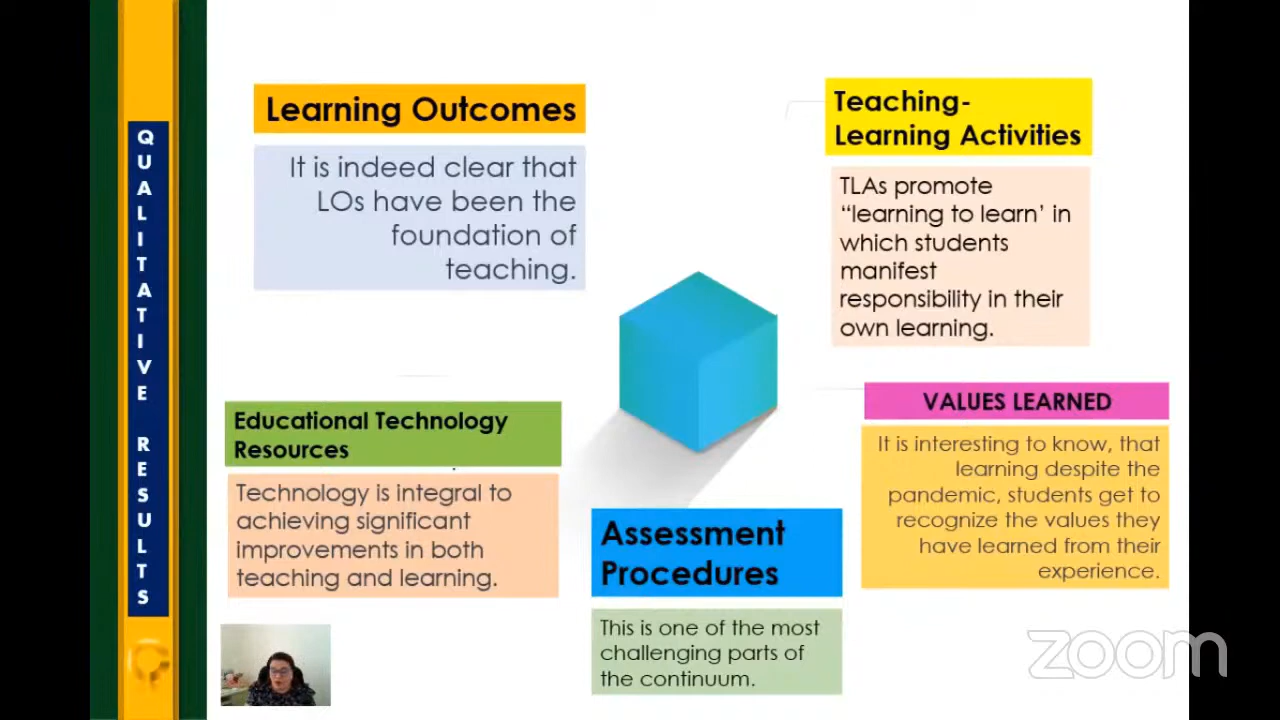 QUALITATIVE RESULTS
Learning Outcomes
It is indeed clear that
LOs have been the
foundation of
teaching.
Teaching-
Learning Activities
TLAs promote
“learning to learn’ in
which students
manifest
responsibility in their
own learning.
Educational Technology
Resources
Technology is integral to
achieving significant
improvements in both
teaching and learning.
Assessment
Procedures
This is one of the most
challenging parts of
the continuum.
VALUES LEARNED
It is interesting to know, that
learning despite the
pandemic, students get to
recognize the values they
have learned from their
experience.
zoom